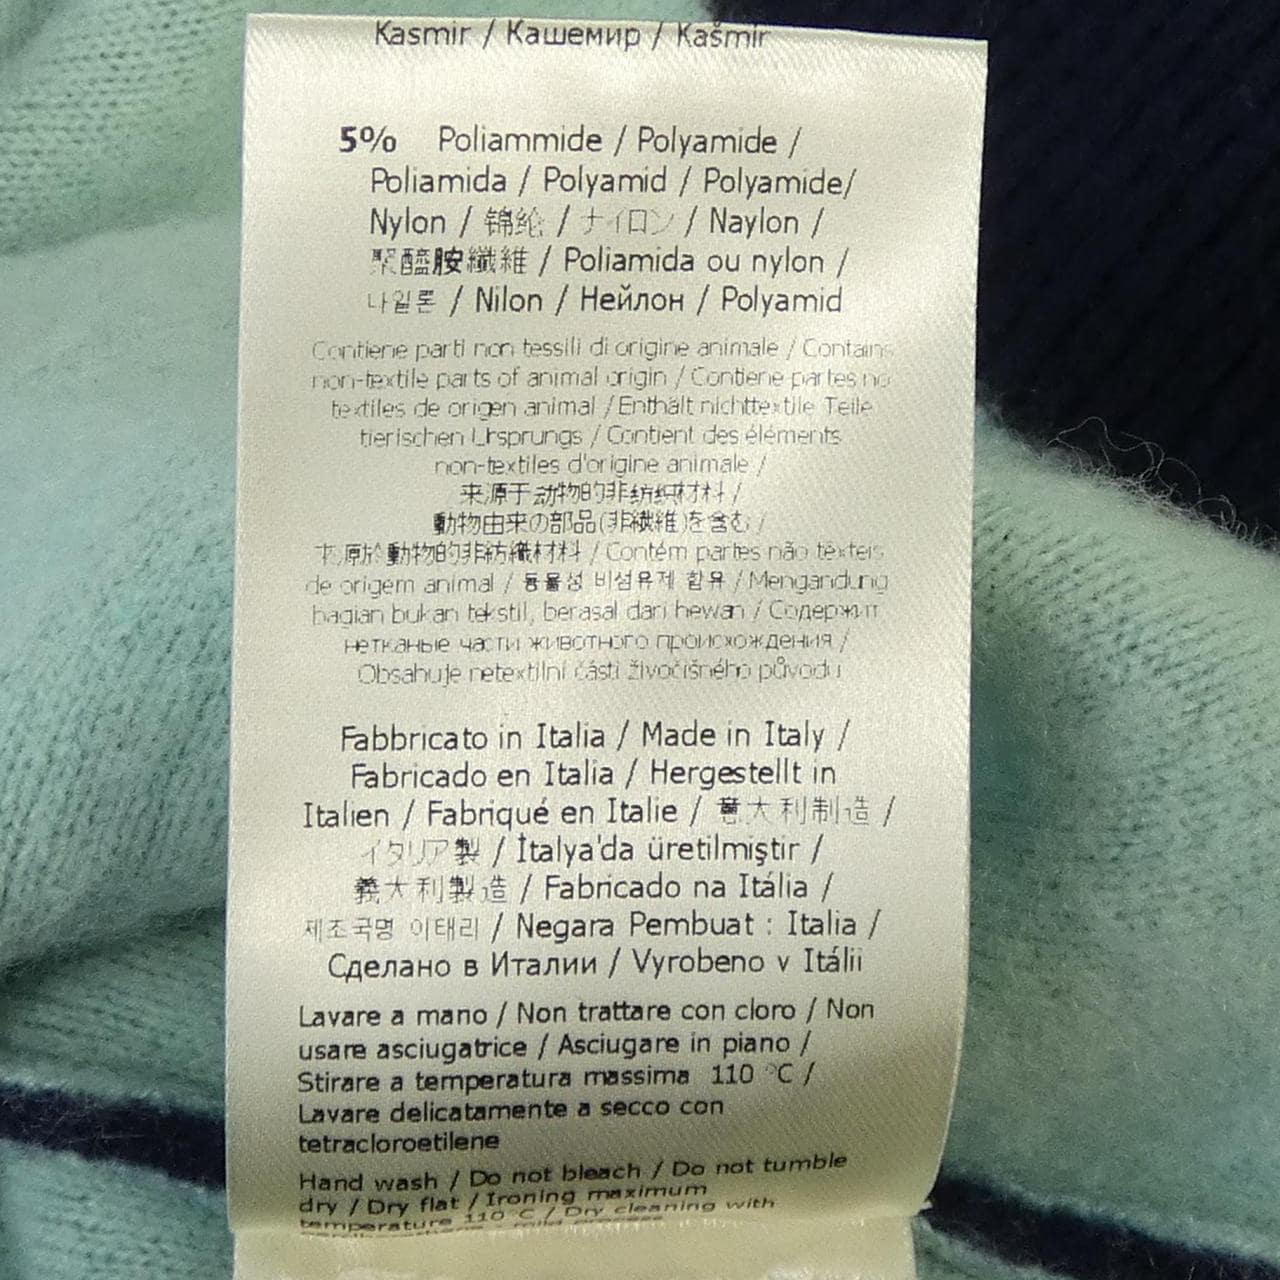 Kasmir / Кашемир / Kašmír
5% Poliammide / Polyamide /
Poliamida / Polyamid / Polyamide/
Nylon / 锦纶 / ナイロン / Naylon /
聚醯胺纖維 / Poliamida ou nylon /
나일론 / Nilon / Нейлон / Polyamid
Contiene parti non tessili di origine animale / Contains
non-textile parts of animal origin / Contiene partes no
textiles de origen animal / Enthält nichttextile Teile
tierischen Ursprungs / Contient des éléments
non-textiles d'origine animale /
来源于动物的非纺织材料 /
動物由来の部品(非繊維)を含む /
來源於動物的非紡織材料 / Contém partes não têxteis
de origem animal / 동물성 비섬유제 함유 / Mengandung
bagian bukan tekstil, berasal dari hewan / Содержит
нетканые части животного происхождения /
Obsahuje netextilní části živočišného původu
Fabbricato in Italia / Made in Italy /
Fabricado en Italia / Hergestellt in
Italien / Fabriqué en Italie / 意大利制造 /
イタリア製 / İtalya'da üretilmiştir /
義大利製造 / Fabricado na Itália /
제조국명 이태리 / Negara Pembuat : Italia /
Сделано в Италии / Vyrobeno v Itálii
Lavare a mano / Non trattare con cloro / Non
usare asciugatrice / Asciugare in piano /
Stirare a temperatura massima 110 °C /
Lavare delicatamente a secco con
tetracloroetilene
Hand wash / Do not bleach / Do not tumble
dry / Dry flat / Ironing maximum
temperature 110 °C / Dry cleaning with